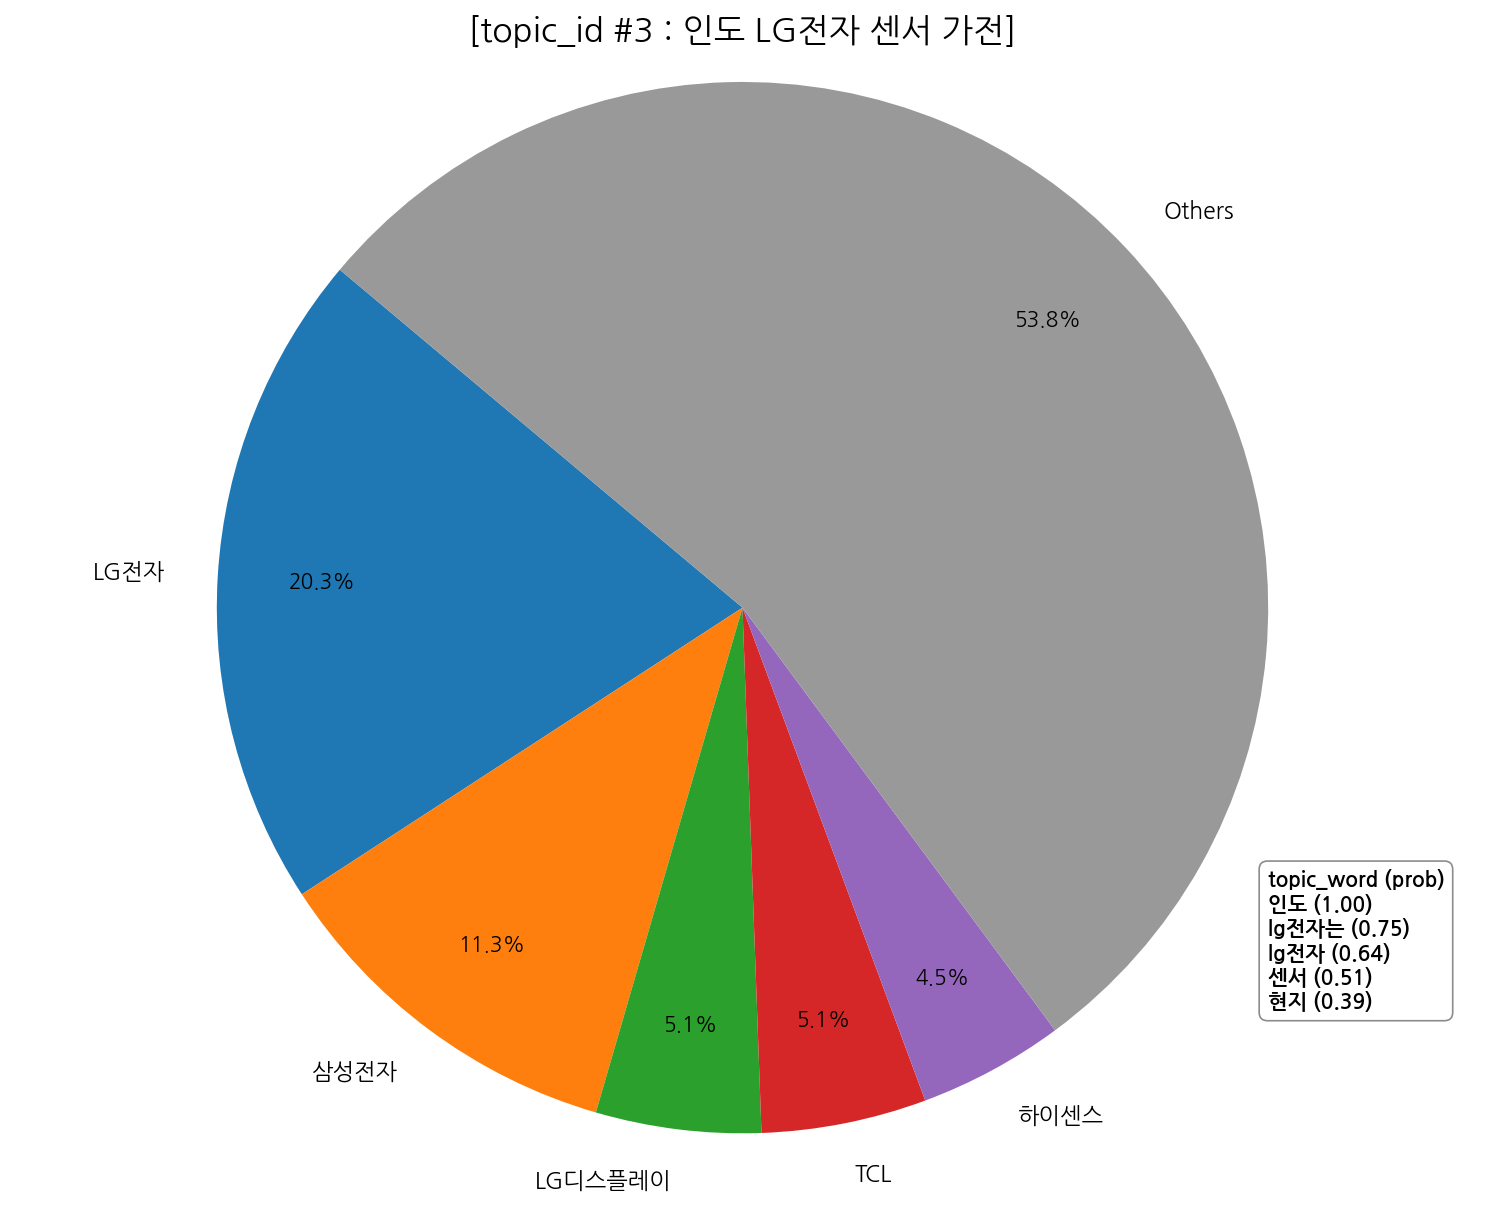 [topic_id #3 : 인도 LG전자 센서 가전]
Others
53.8%
LG전자
20.3%
11.3%
삼성전자
5.1%
LG디스플레이
5.1%
TCL
4.5%
하이센스
topic_word (prob)
인도 (1.00)
lg전자는 (0.75)
lg전자 (0.64)
센서 (0.51)
현지 (0.39)